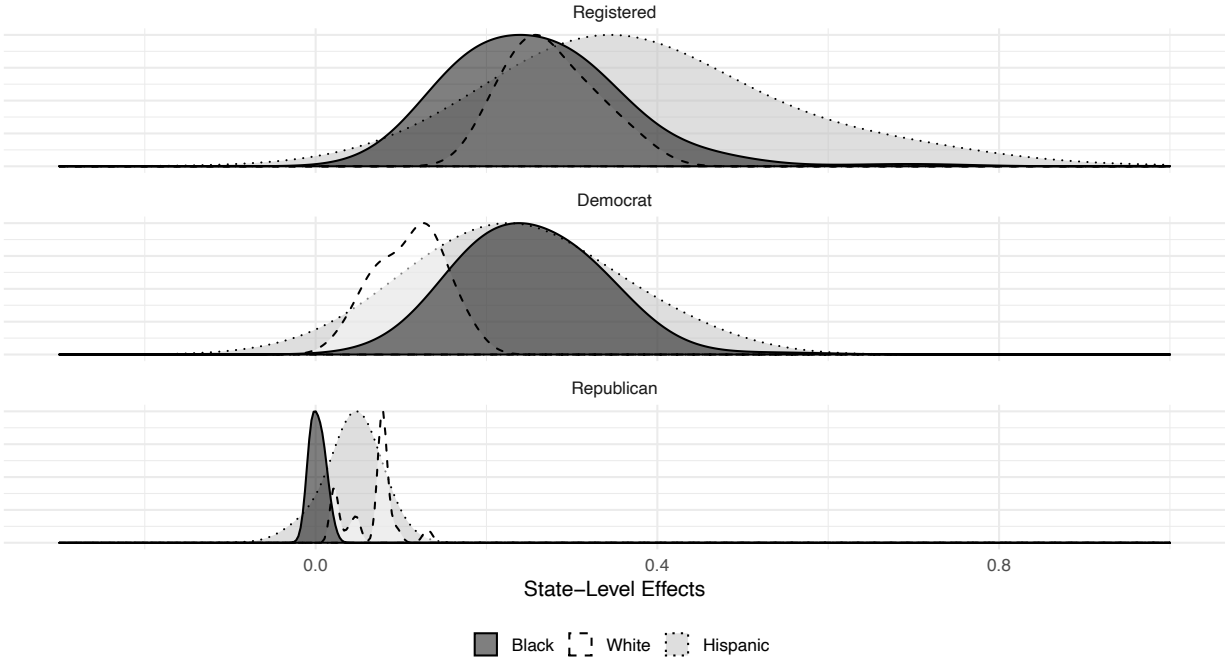 Registered
Democrat
Republican
0.0 0.4 0.8
State−Level Effects
Black White Hispanic